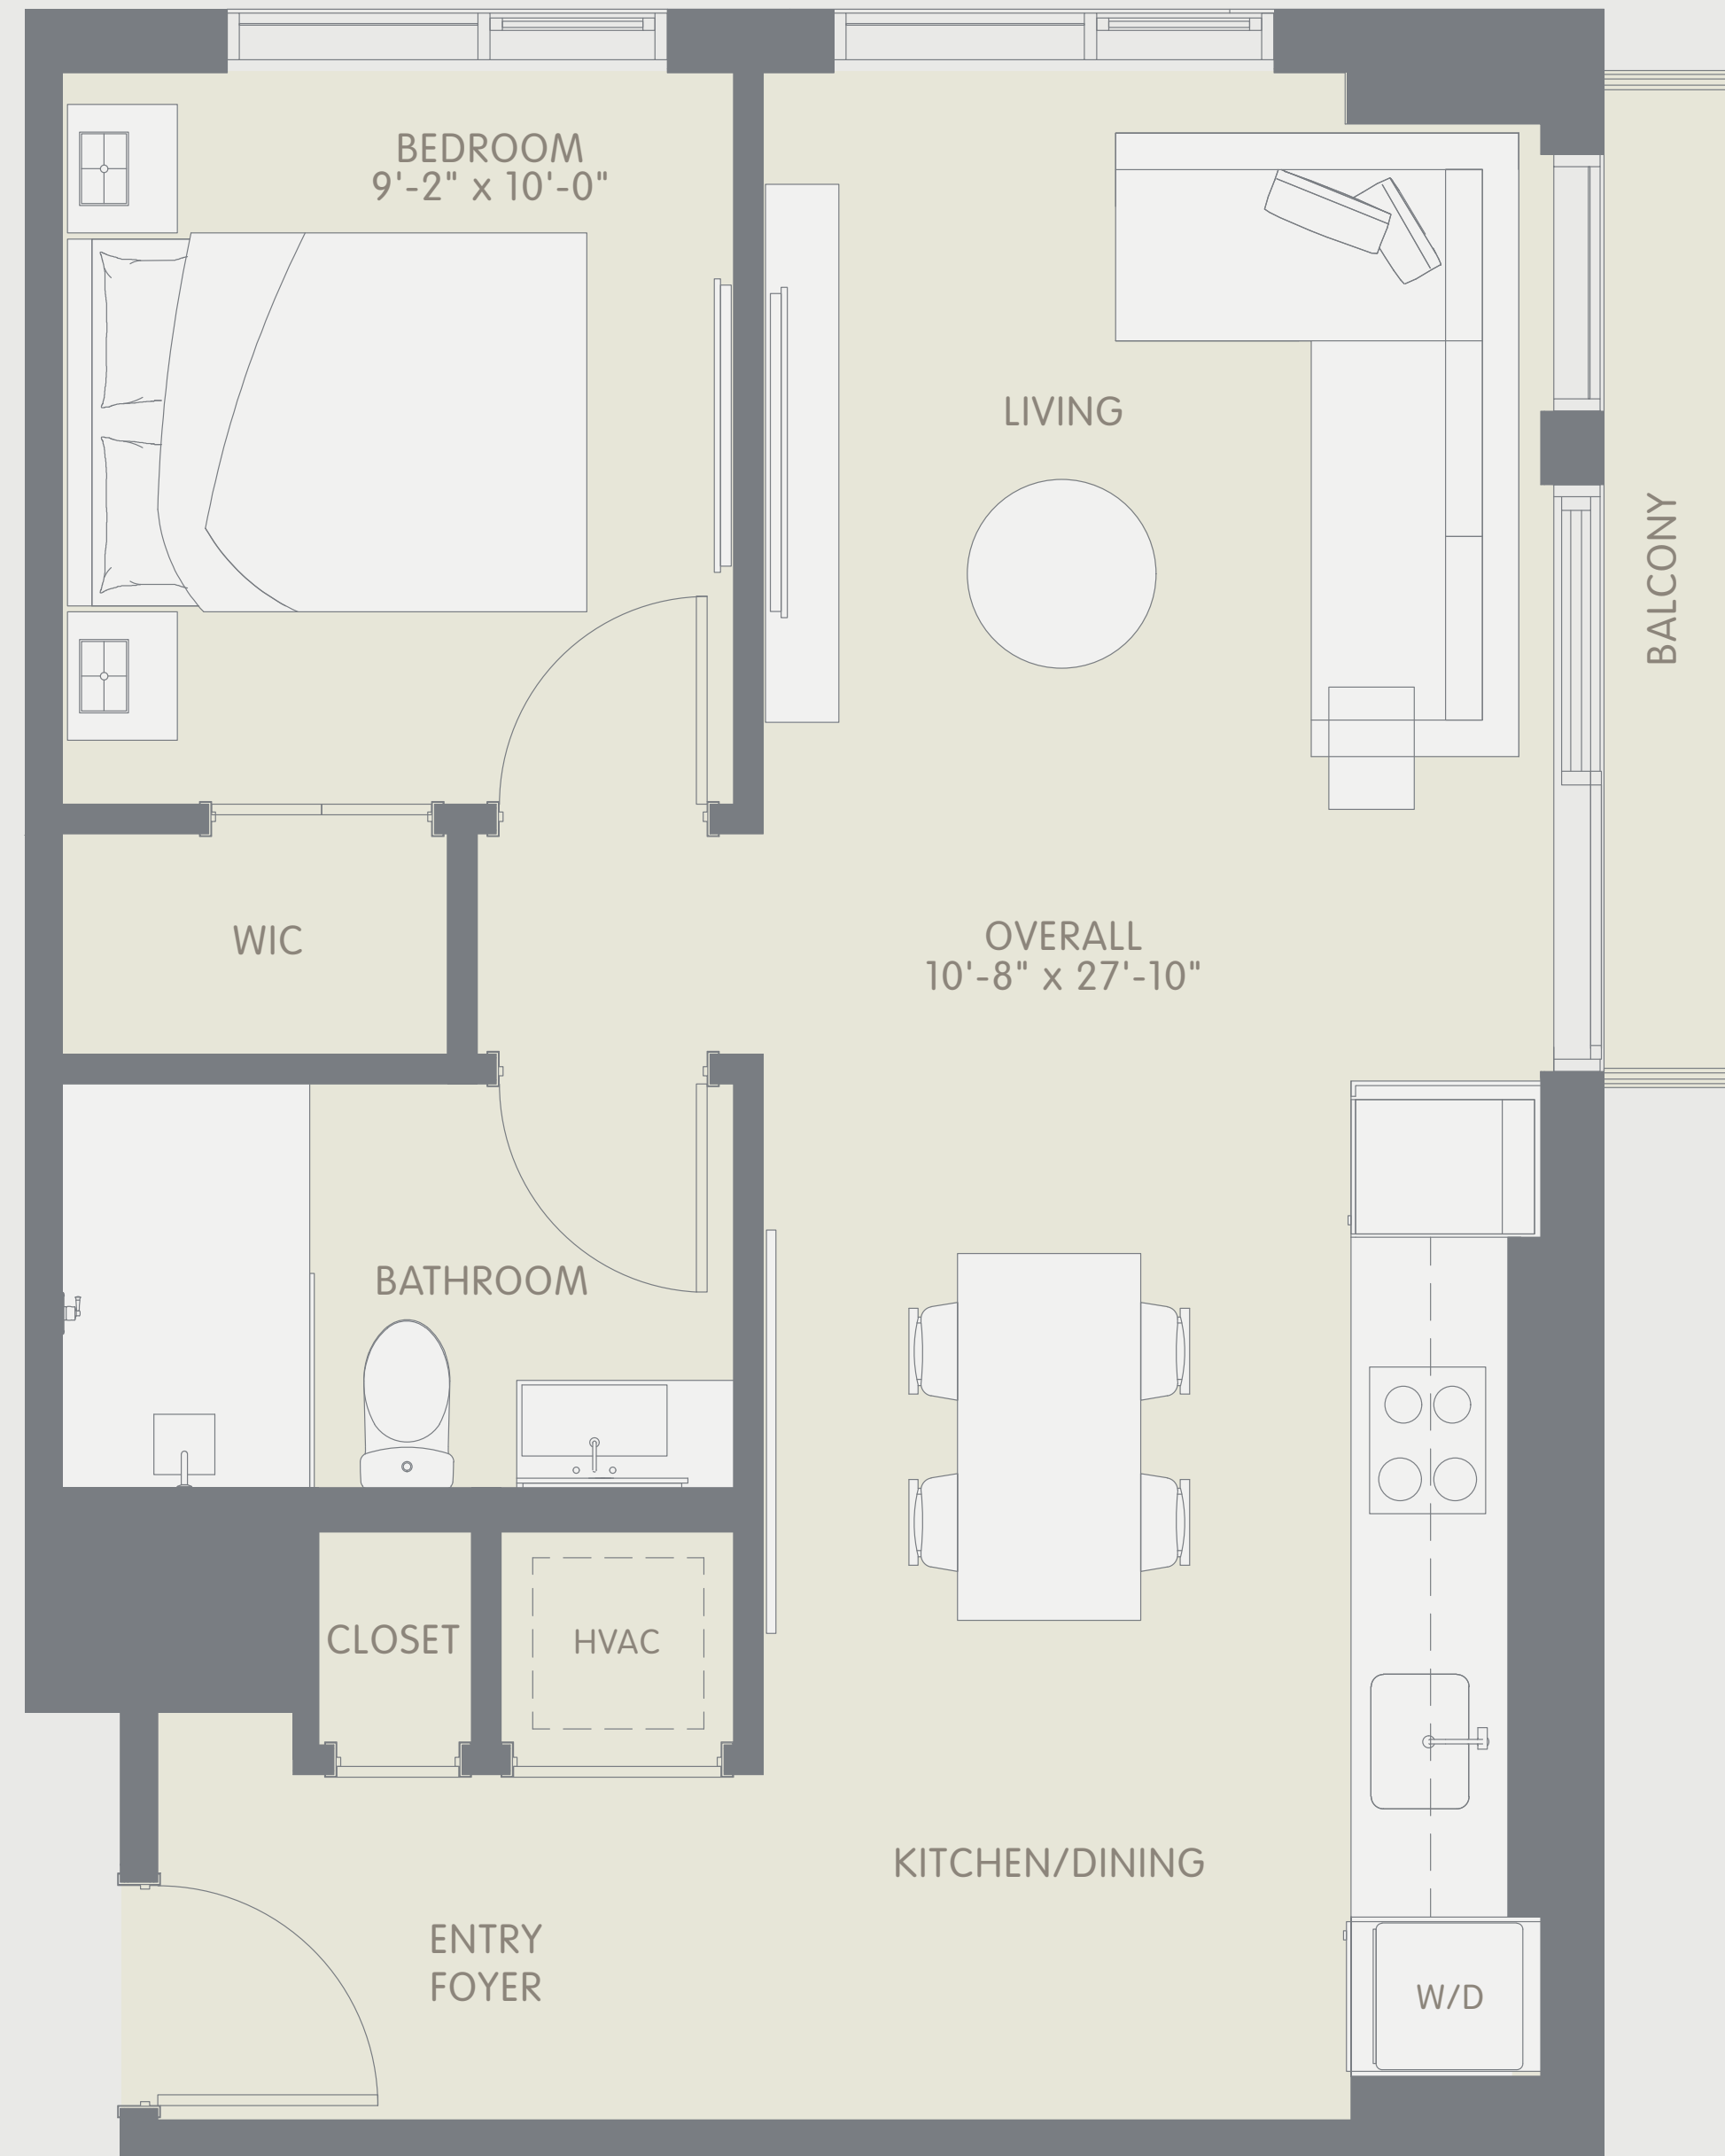 BEDROOM
9'-2" x 10'-0"
LIVING
BALCONY
WIC
OVERALL
10'-8" x 27'-10"
BATHROOM
CLOSET
HVAC
KITCHEN/DINING
ENTRY
FOYER
W/D